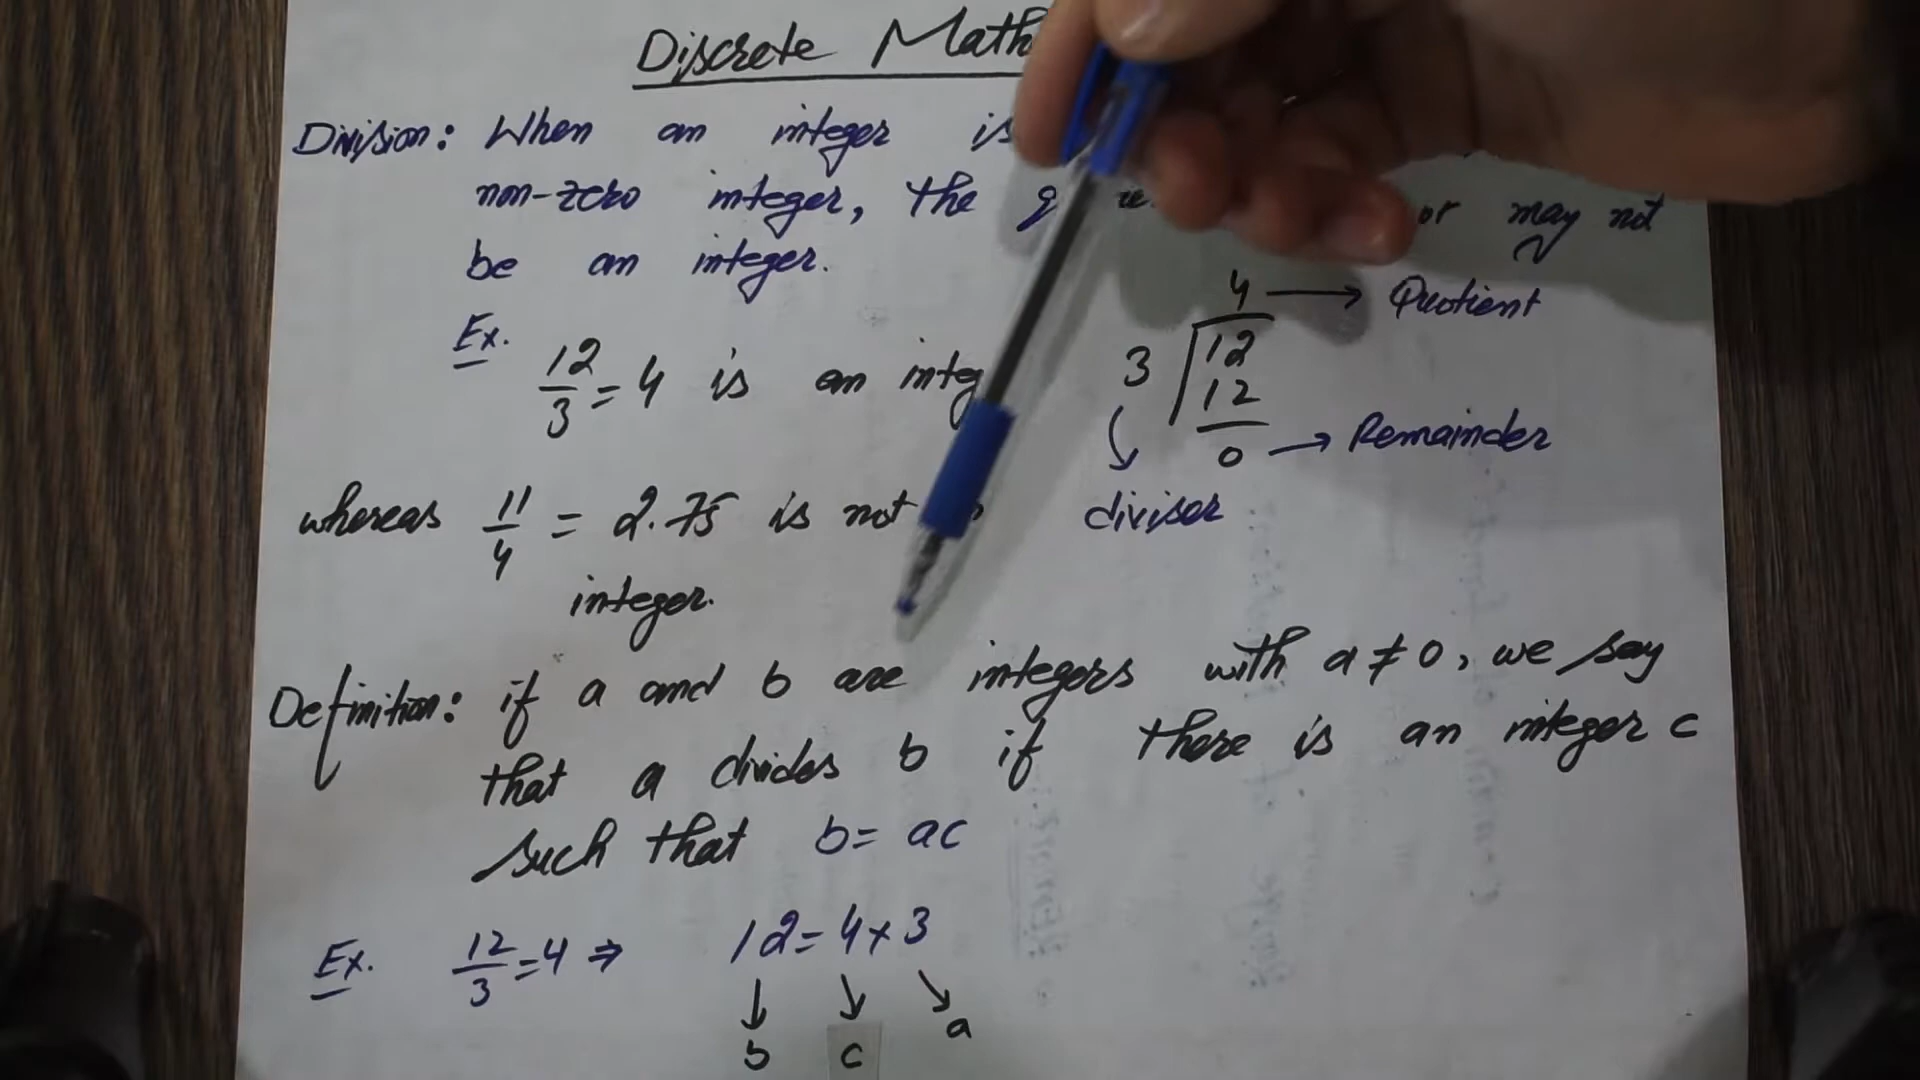 Discrete Math
Division: When an integer is
non-zero integer, the or may not
be an integer.
4 → Quotient
Ex. 12/3 = 4 is an integ
3 12
12
0 → Remainder
divisor
whereas 11/4 = 2.75 is not
integer.
Definition: if a and b are integers with a ≠ 0, we say
that a divides b if there is an integer c
such that b = ac
Ex. 12/3 = 4 ⇒ 12 = 4 × 3
b c a